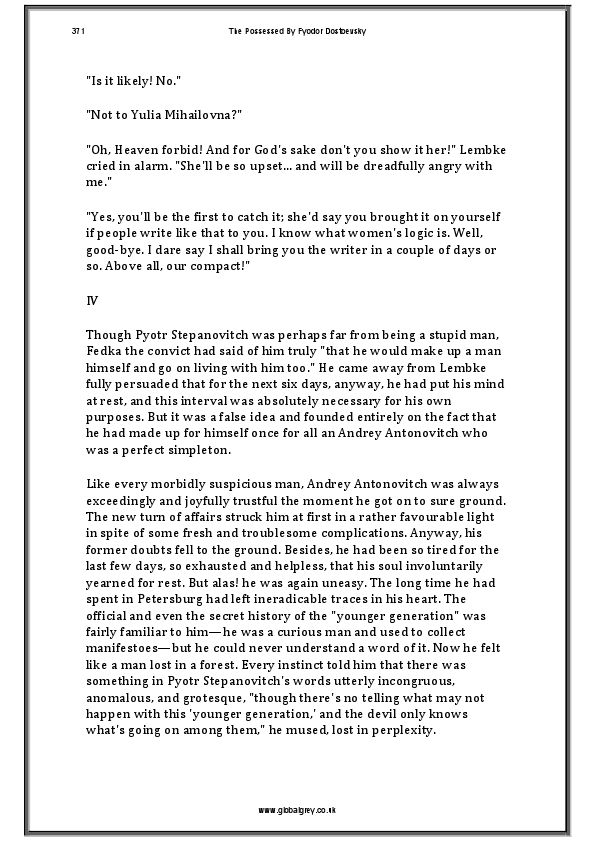 371
The Possessed By Fyodor Dostoevsky
"Is it likely! No."
"Not to Yulia Mihailovna?"
"Oh, Heaven forbid! And for God's sake don't you show it her!" Lembke
cried in alarm. "She'll be so upset... and will be dreadfully angry with
me."
"Yes, you'll be the first to catch it; she'd say you brought it on yourself
if people write like that to you. I know what women's logic is. Well,
good-bye. I dare say I shall bring you the writer in a couple of days or
so. Above all, our compact!"
IV
Though Pyotr Stepanovitch was perhaps far from being a stupid man,
Fedka the convict had said of him truly "that he would make up a man
himself and go on living with him too." He came away from Lembke
fully persuaded that for the next six days, anyway, he had put his mind
at rest, and this interval was absolutely necessary for his own
purposes. But it was a false idea and founded entirely on the fact that
he had made up for himself once for all an Andrey Antonovitch who
was a perfect simpleton.
Like every morbidly suspicious man, Andrey Antonovitch was always
exceedingly and joyfully trustful the moment he got on to sure ground.
The new turn of affairs struck him at first in a rather favourable light
in spite of some fresh and troublesome complications. Anyway, his
former doubts fell to the ground. Besides, he had been so tired for the
last few days, so exhausted and helpless, that his soul involuntarily
yearned for rest. But alas! he was again uneasy. The long time he had
spent in Petersburg had left ineradicable traces in his heart. The
official and even the secret history of the "younger generation" was
fairly familiar to him—he was a curious man and used to collect
manifestoes—but he could never understand a word of it. Now he felt
like a man lost in a forest. Every instinct told him that there was
something in Pyotr Stepanovitch's words utterly incongruous,
anomalous, and grotesque, "though there's no telling what may not
happen with this 'younger generation,' and the devil only knows
what's going on among them," he mused, lost in perplexity.
www.globalgrey.co.uk